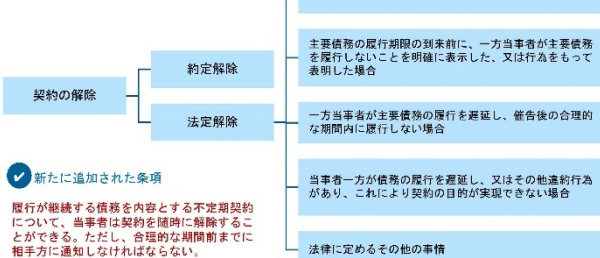 主要債務の履行期限の到来前に、一方当事者が主要債務
を履行しないことを明確に表示した、又は行為をもって
表明した場合
約定解除
契約の解除
法定解除
一方当事者が主要債務の履行を遅延し、催告後の合理的
な期間内に履行しない場合
新たに追加された条項
当事者一方が債務の履行を遅延し、又はその他違約行為
があり、これにより契約の目的が実現できない場合
履行が継続する債務を内容とする不定期契約
について、当事者は契約を随時に解除するこ
とができる。ただし、合理的な期間前までに
相手方に通知しなければならない。
法律に定めるその他の事情